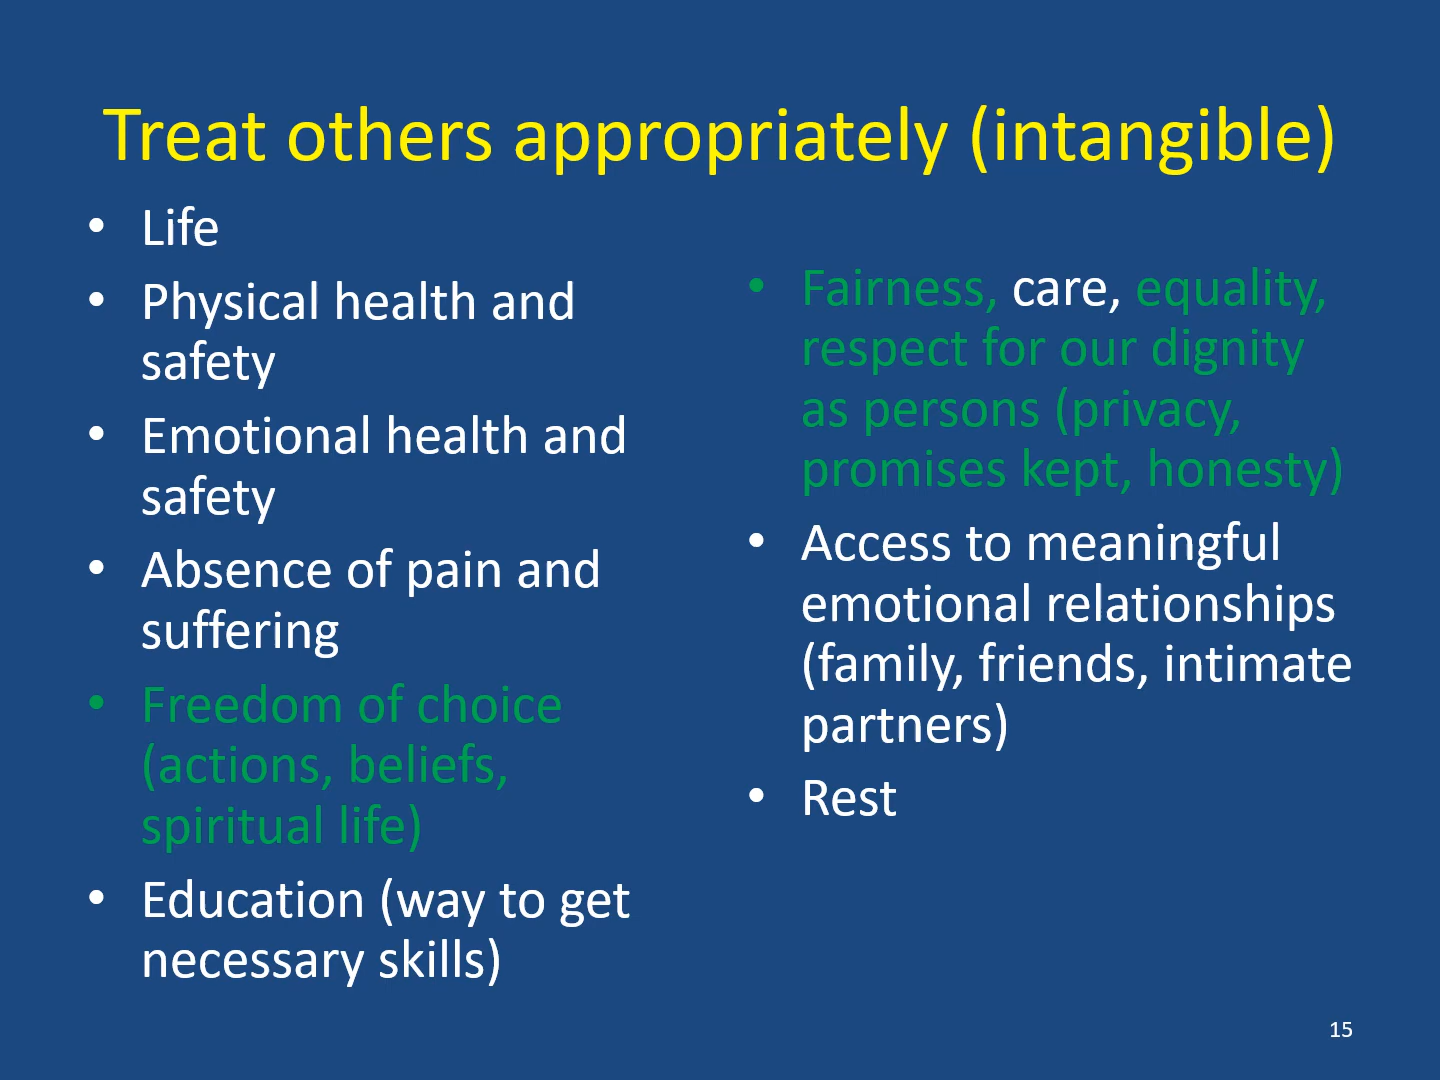 Treat others appropriately (intangible)
• Life
• Physical health and
safety
• Emotional health and
safety
• Absence of pain and
suffering
• Freedom of choice
(actions, beliefs,
spiritual life)
• Education (way to get
necessary skills)
• Fairness, care, equality,
respect for our dignity
as persons (privacy,
promises kept, honesty)
• Access to meaningful
emotional relationships
(family, friends, intimate
partners)
• Rest
15